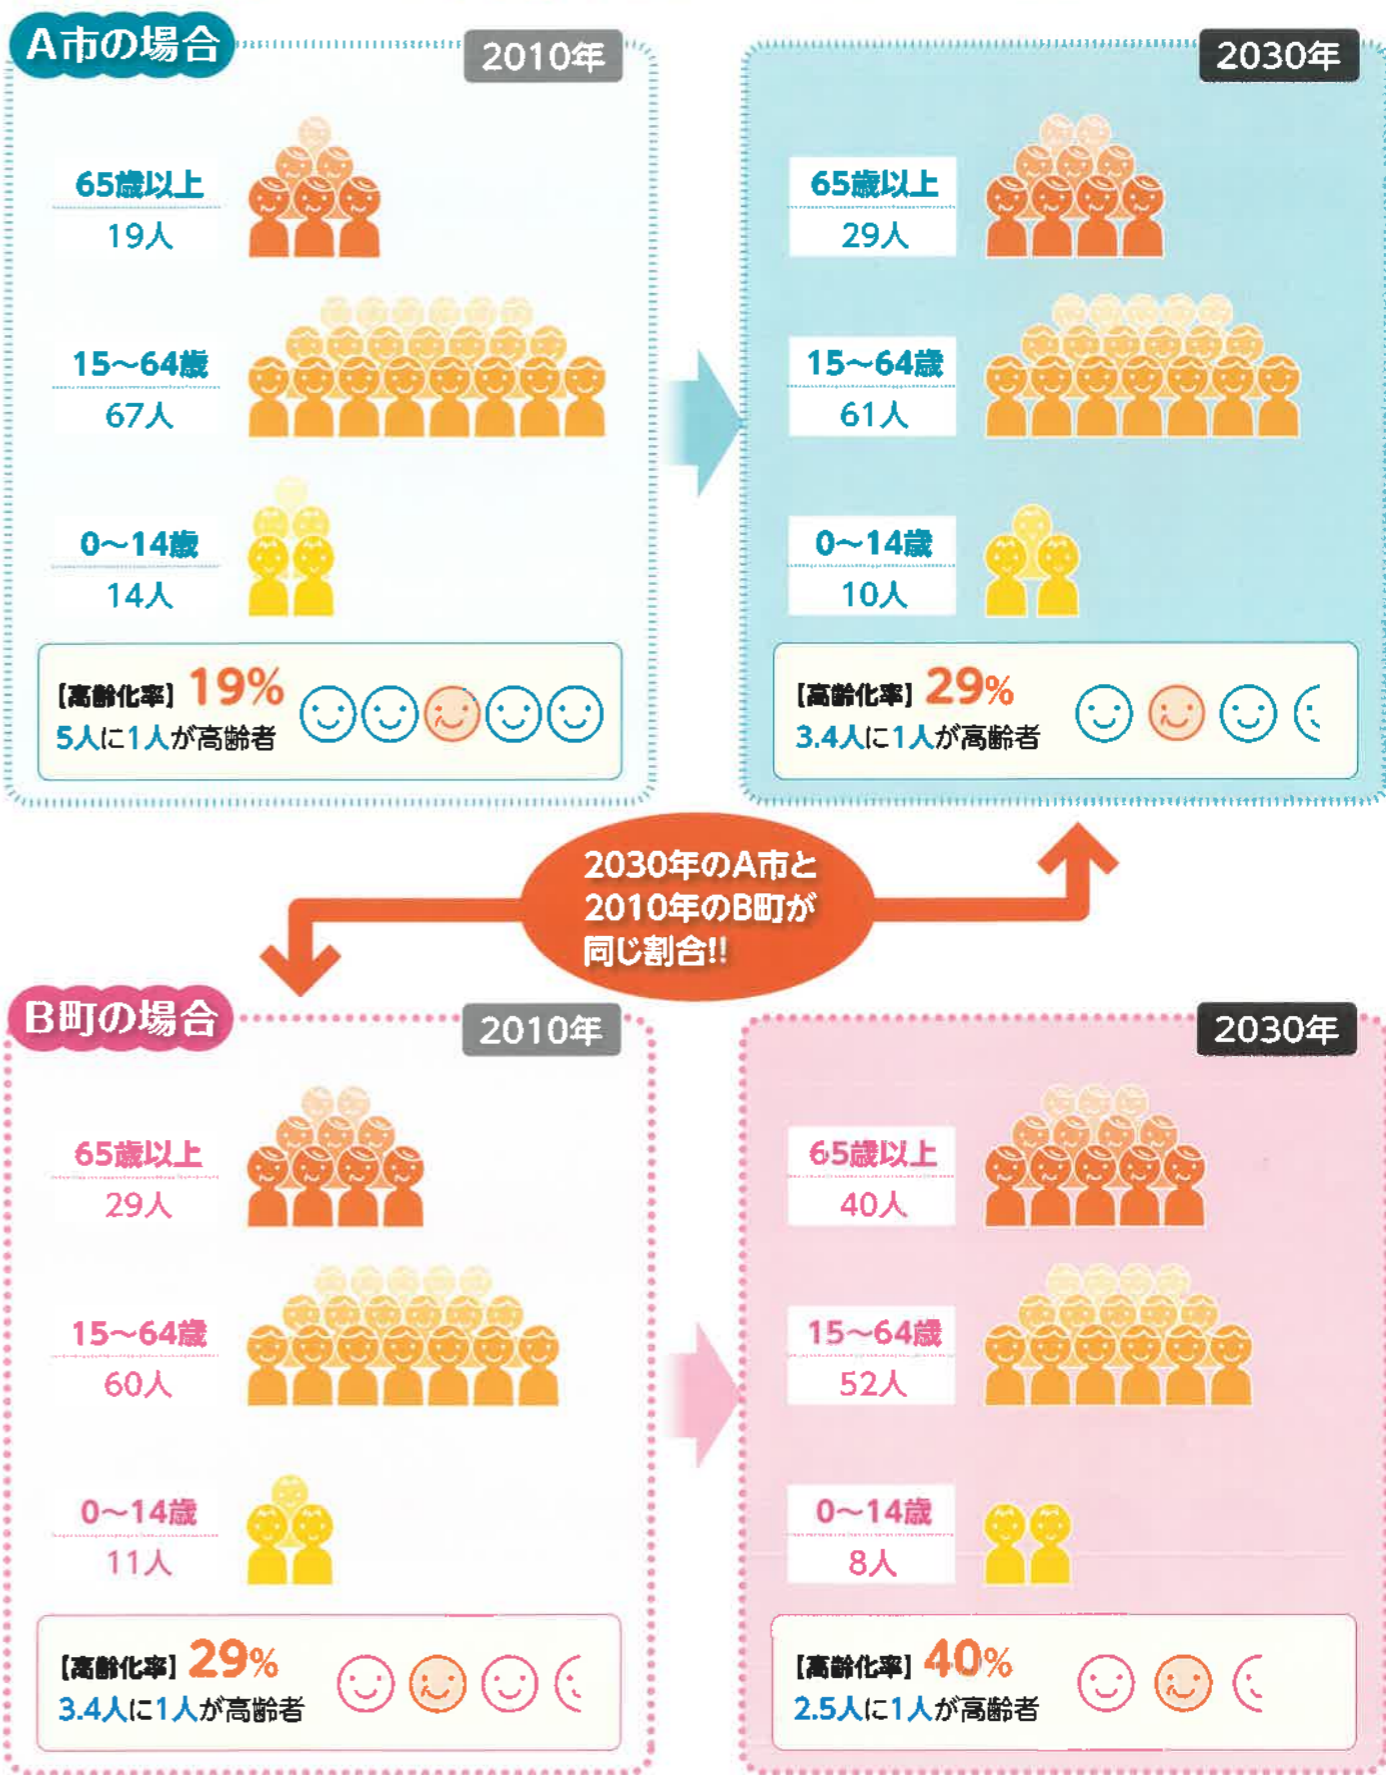 A市の場合
2010年
65歳以上
19人
15〜64歳
67人
0〜14歳
14人
【高齢化率】19%
5人に1人が高齢者
2030年
65歳以上
29人
15〜64歳
61人
0〜14歳
10人
【高齢化率】29%
3.4人に1人が高齢者
2030年のA市と
2010年のB町が
同じ割合!!
B町の場合
2010年
65歳以上
29人
15〜64歳
60人
0〜14歳
11人
【高齢化率】29%
3.4人に1人が高齢者
2030年
65歳以上
40人
15〜64歳
52人
0〜14歳
8人
【高齢化率】40%
2.5人に1人が高齢者